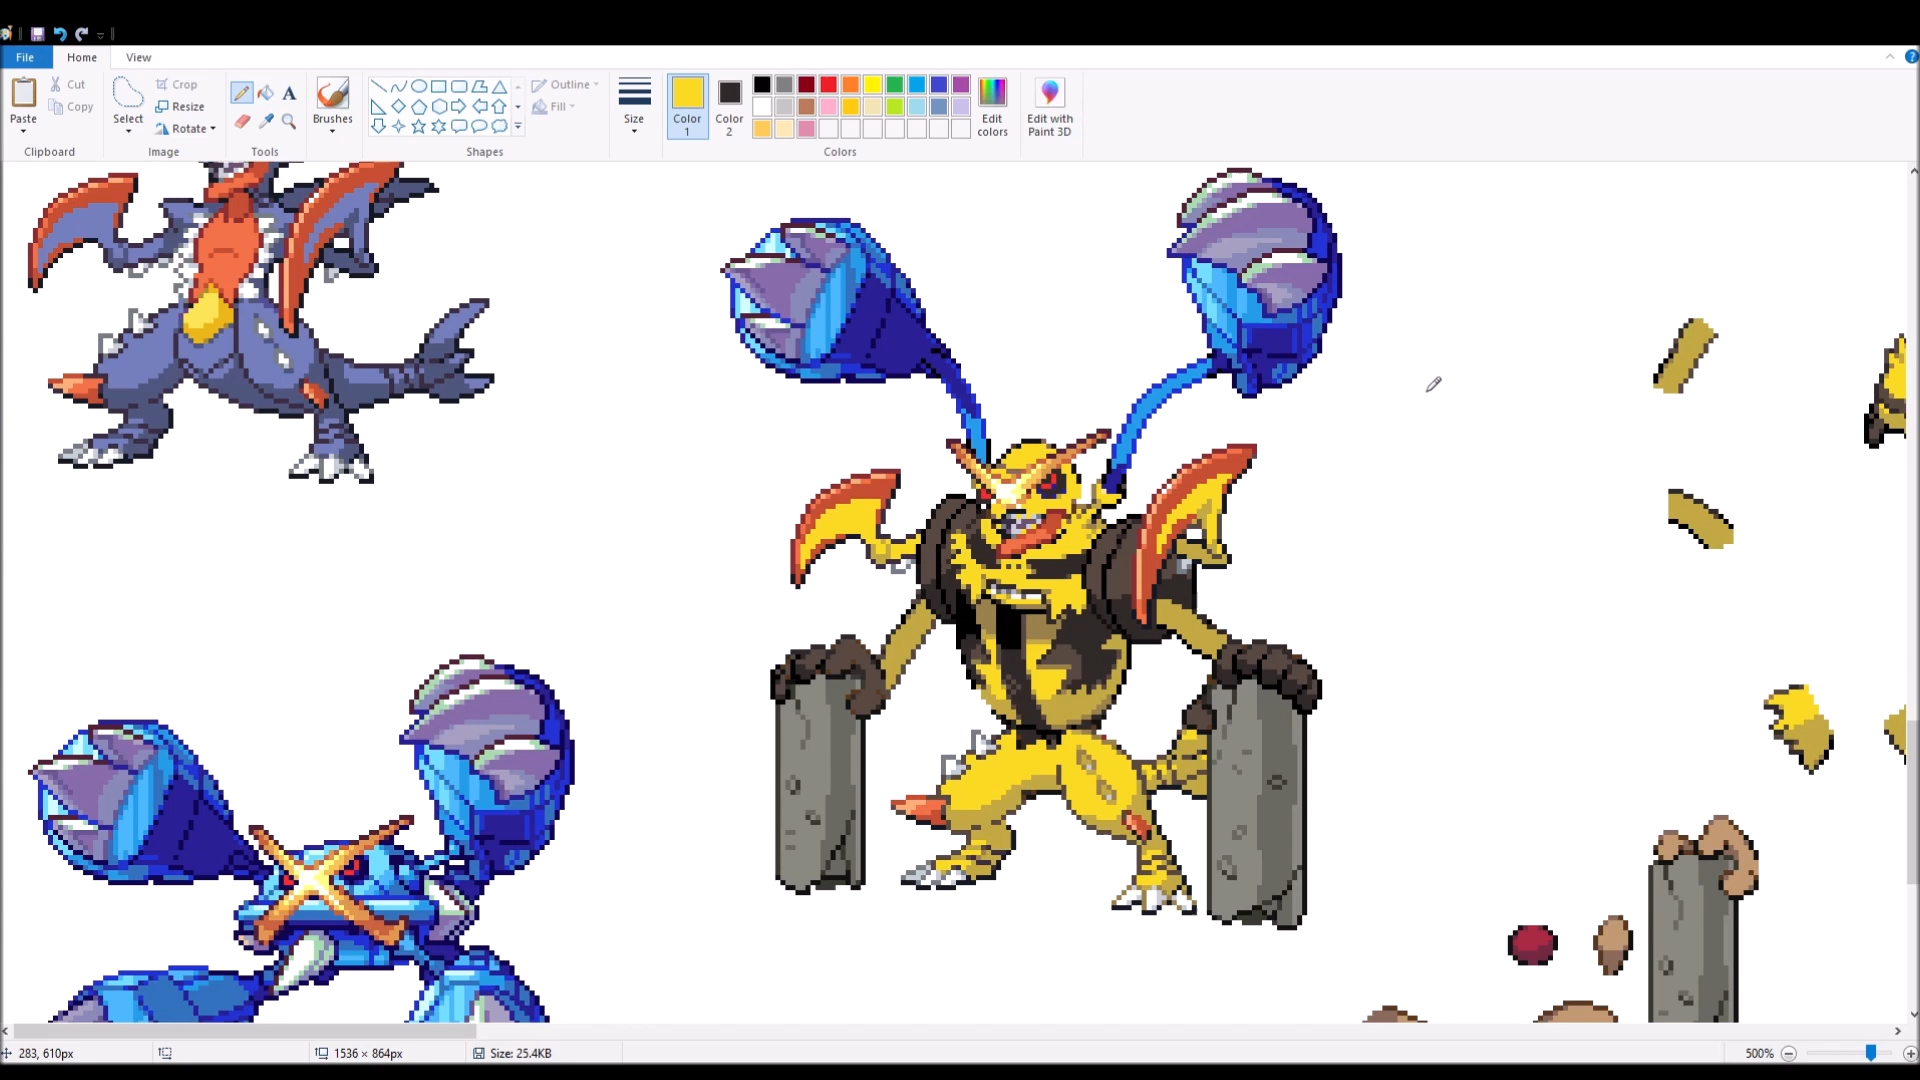 File Home View
Paste
Cut
Copy
Clipboard
Select
Crop
Resize
Rotate
Image
A
Tools
Brushes
Outline
Fill
Shapes
Size
Color
1
Color
2
Edit
colors
Colors
Edit with
Paint 3D
283, 610px
1536 × 864px
Size: 25.4KB
500%